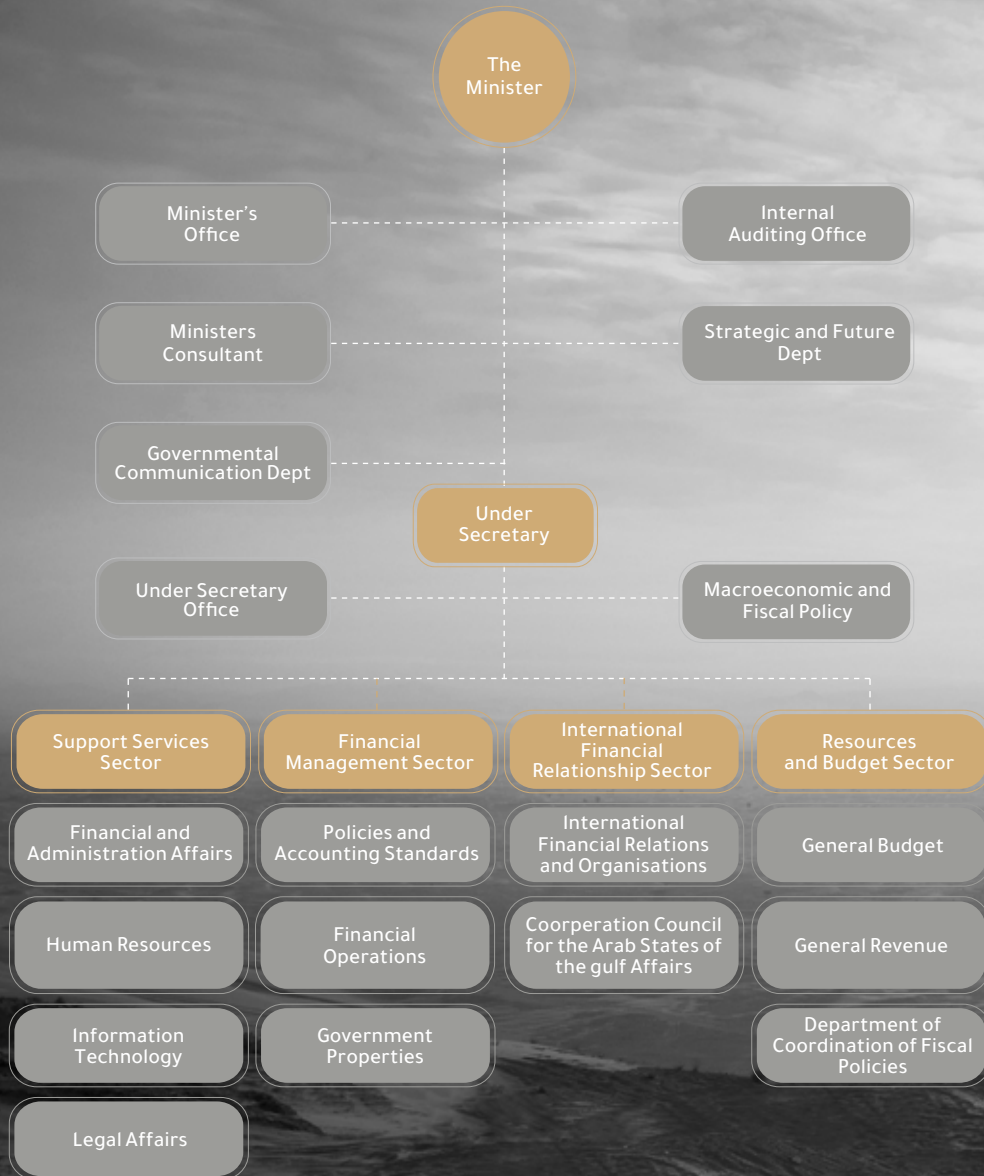 The
Minister
Minister's
Office
Internal
Auditing Office
Ministers
Consultant
Strategic and Future
Dept
Governmental
Communication Dept
Under
Secretary
Under Secretary
Office
Macroeconomic and
Fiscal Policy
Support Services
Sector
Financial
Management Sector
International
Financial
Relationship Sector
Resources
and Budget Sector
Financial and
Administration Affairs
Policies and
Accounting Standards
International
Financial Relations
and Organisations
General Budget
Human Resources
Financial
Operations
Coorperation Council
for the Arab States of
the gulf Affairs
General Revenue
Information
Technology
Government
Properties
Department of
Coordination of Fiscal
Policies
Legal Affairs